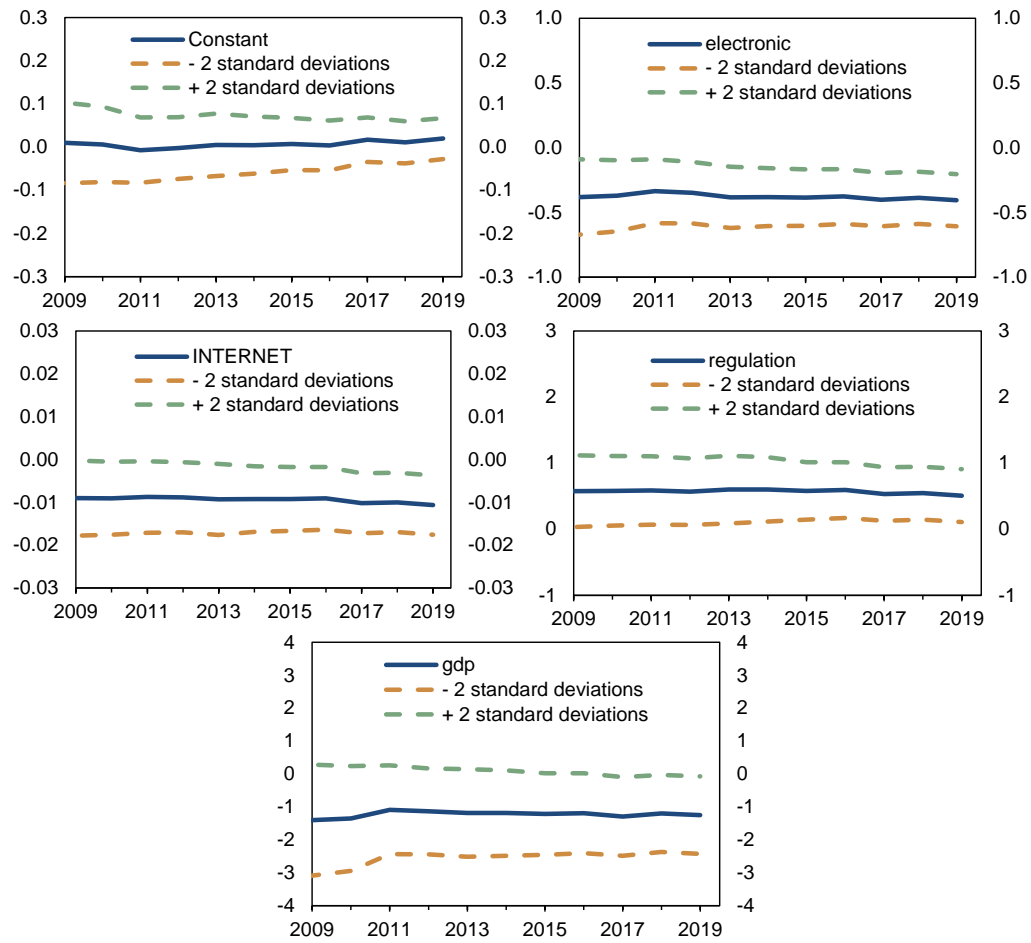 0.3 0.3
Constant
0.2 - 2 standard deviations 0.2
+ 2 standard deviations
0.1 0.1
0.0 0.0
-0.1 -0.1
-0.2 -0.2
-0.3 -0.3
2009 2011 2013 2015 2017 2019
1.0 1.0
electronic
- 2 standard deviations
0.5 + 2 standard deviations 0.5
0.0 0.0
-0.5 -0.5
-1.0 -1.0
2009 2011 2013 2015 2017 2019
0.03 0.03
INTERNET
0.02 - 2 standard deviations 0.02
+ 2 standard deviations
0.01 0.01
0.00 0.00
-0.01 -0.01
-0.02 -0.02
-0.03 -0.03
2009 2011 2013 2015 2017 2019
3 3
regulation
- 2 standard deviations
2 + 2 standard deviations 2
1 1
0 0
-1 -1
2009 2011 2013 2015 2017 2019
4 4
gdp
3 3
- 2 standard deviations
2 + 2 standard deviations 2
1 1
0 0
-1 -1
-2 -2
-3 -3
-4 -4
2009 2011 2013 2015 2017 2019